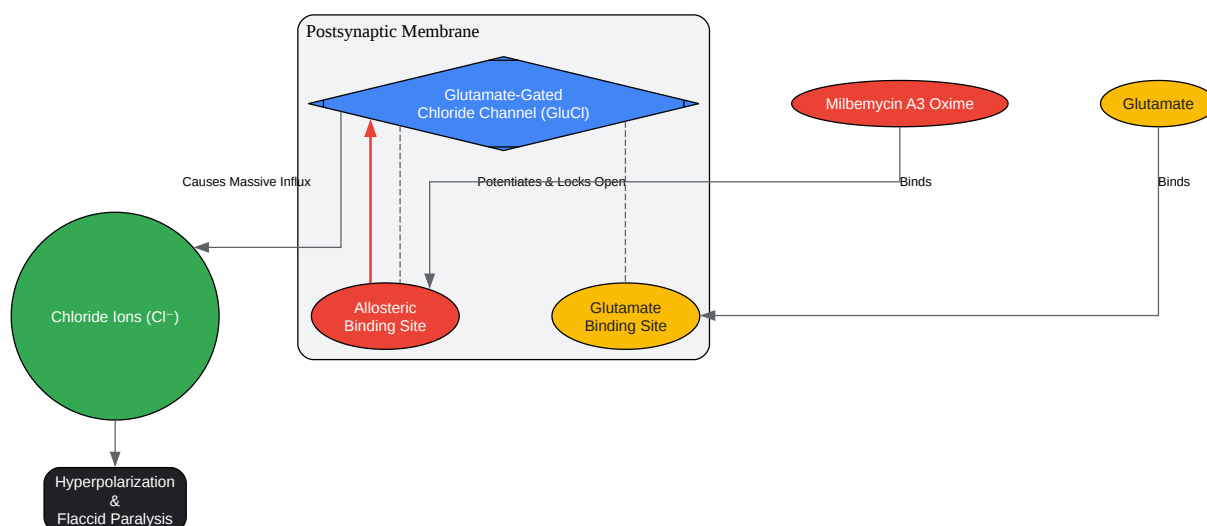 Postsynaptic Membrane
Glutamate-Gated
Chloride Channel (GluCl)
Milbemycin A3 Oxime
Glutamate
Causes Massive Influx
Potentiates & Locks Open
Binds
Binds
Chloride Ions (Cl⁻)
Allosteric
Binding Site
Glutamate
Binding Site
Hyperpolarization
&
Flaccid Paralysis